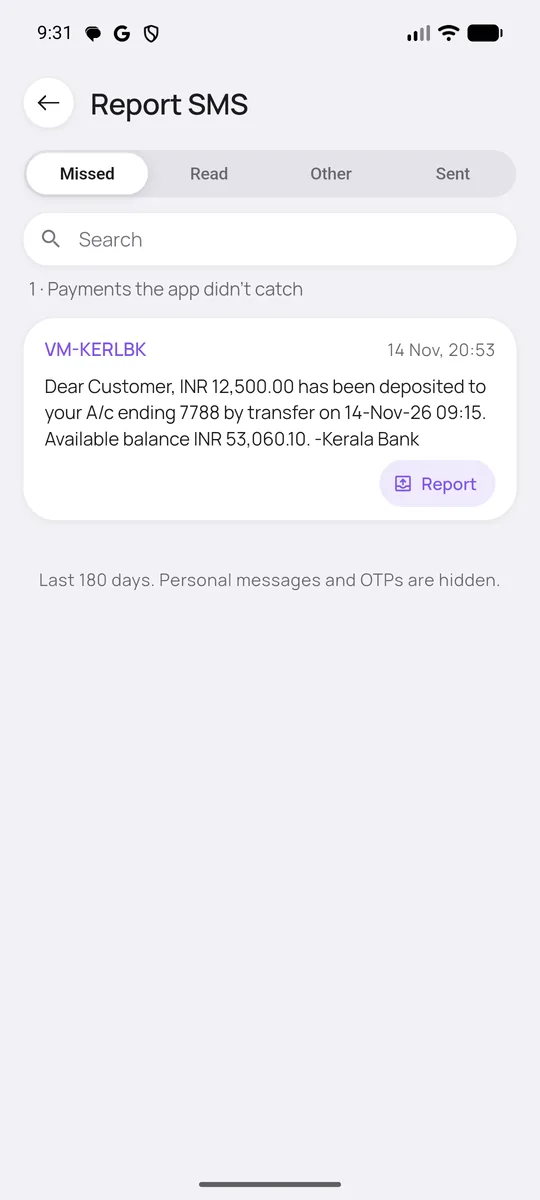 9:31
Report SMS
Missed
Read
Other
Sent
Search
1 · Payments the app didn't catch
VM-KERLBK
14 Nov, 20:53
Dear Customer, INR 12,500.00 has been deposited to
your A/c ending 7788 by transfer on 14-Nov-26 09:15.
Available balance INR 53,060.10. -Kerala Bank
Report
Last 180 days. Personal messages and OTPs are hidden.